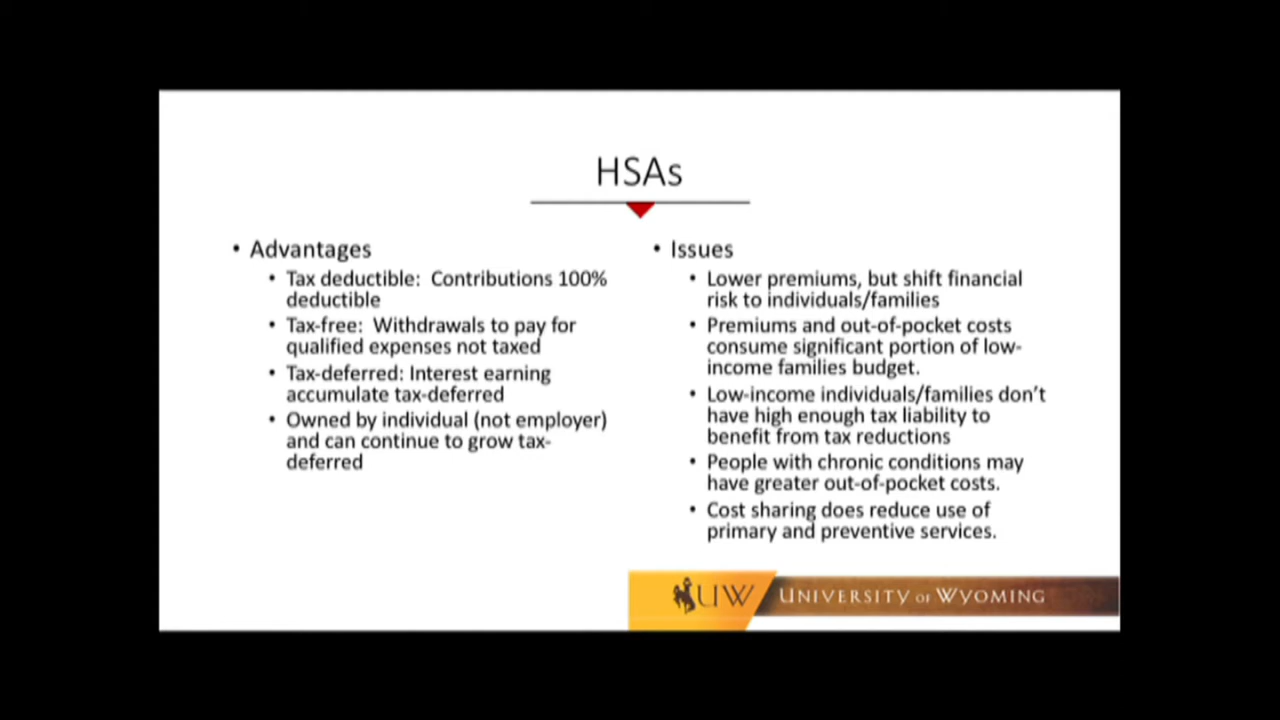 HSAs
• Advantages
• Tax deductible:  Contributions 100%
deductible
• Tax-free:  Withdrawals to pay for
qualified expenses not taxed
• Tax-deferred: Interest earning
accumulate tax-deferred
• Owned by individual (not employer)
and can continue to grow tax-
deferred
• Issues
• Lower premiums, but shift financial
risk to individuals/families
• Premiums and out-of-pocket costs
consume significant portion of low-
income families budget.
• Low-income individuals/families don’t
have high enough tax liability to
benefit from tax reductions
• People with chronic conditions may
have greater out-of-pocket costs.
• Cost sharing does reduce use of
primary and preventive services.
UW UNIVERSITY OF WYOMING